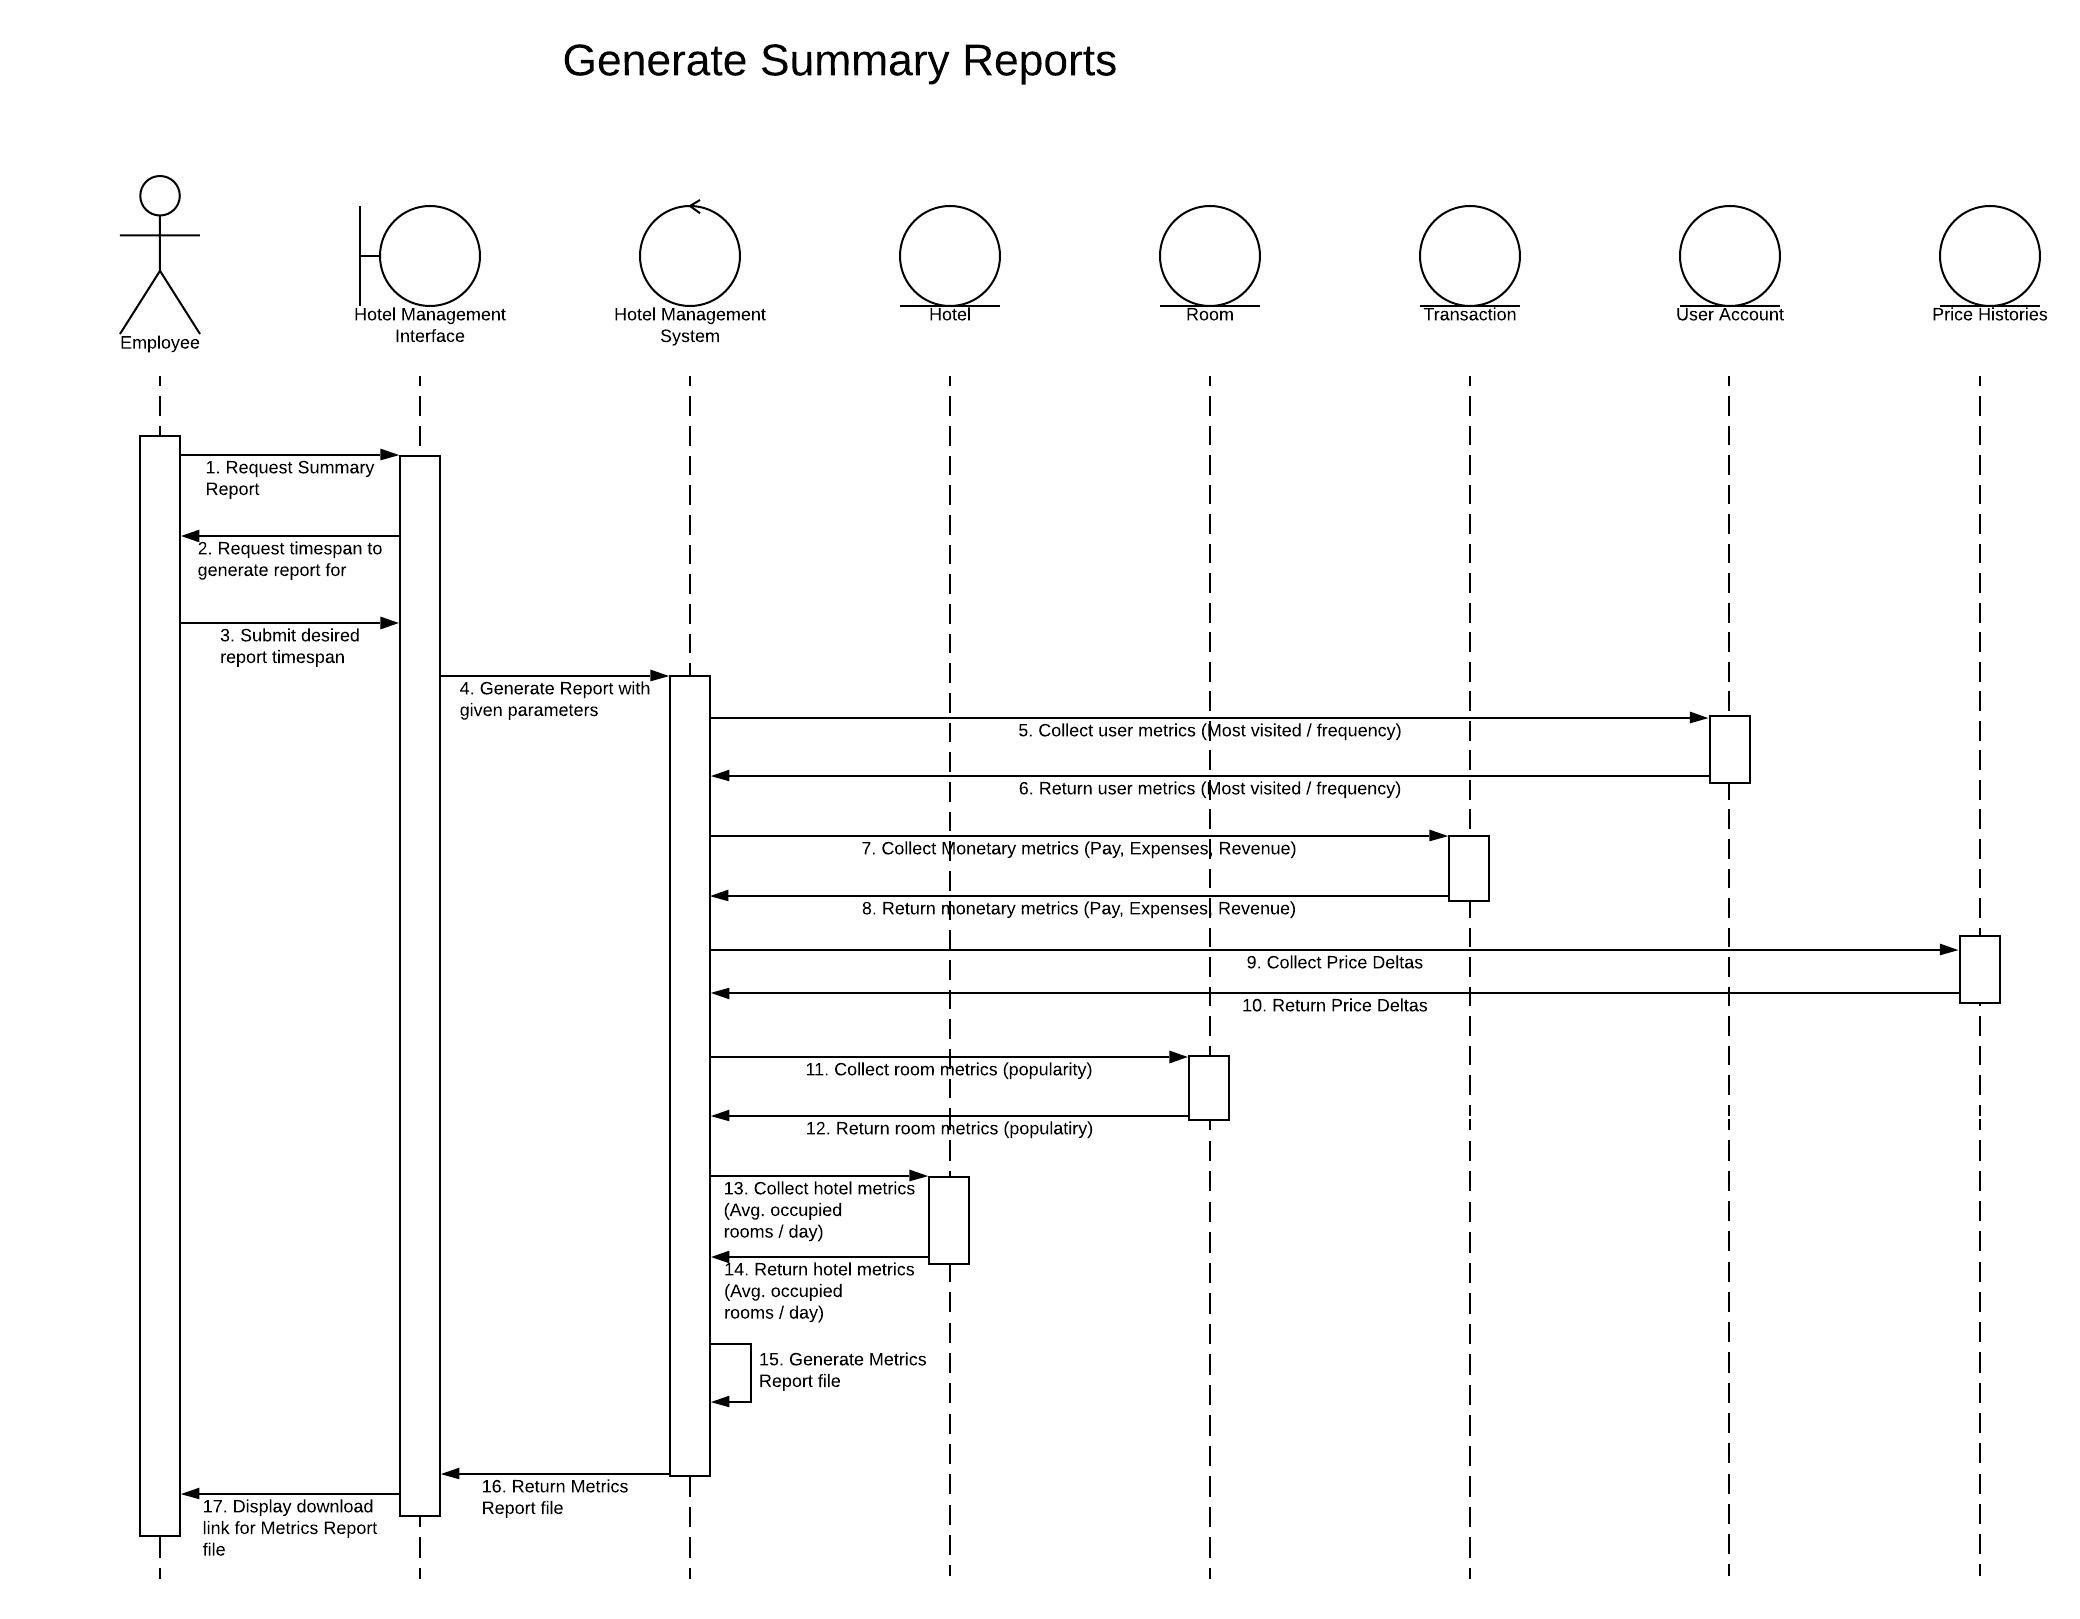 Generate Summary Reports
Employee
Hotel Management
Interface
Hotel Management
System
Hotel
Room
Transaction
User Account
Price Histories
1. Request Summary
Report
2. Request timespan to
generate report for
3. Submit desired
report timespan
4. Generate Report with
given parameters
5. Collect user metrics (Most visited / frequency)
6. Return user metrics (Most visited / frequency)
7. Collect Monetary metrics (Pay, Expenses, Revenue)
8. Return monetary metrics (Pay, Expenses, Revenue)
9. Collect Price Deltas
10. Return Price Deltas
11. Collect room metrics (popularity)
12. Return room metrics (populatiry)
13. Collect hotel metrics
(Avg. occupied
rooms / day)
14. Return hotel metrics
(Avg. occupied
rooms / day)
15. Generate Metrics
Report file
16. Return Metrics
Report file
17. Display download
link for Metrics Report
file